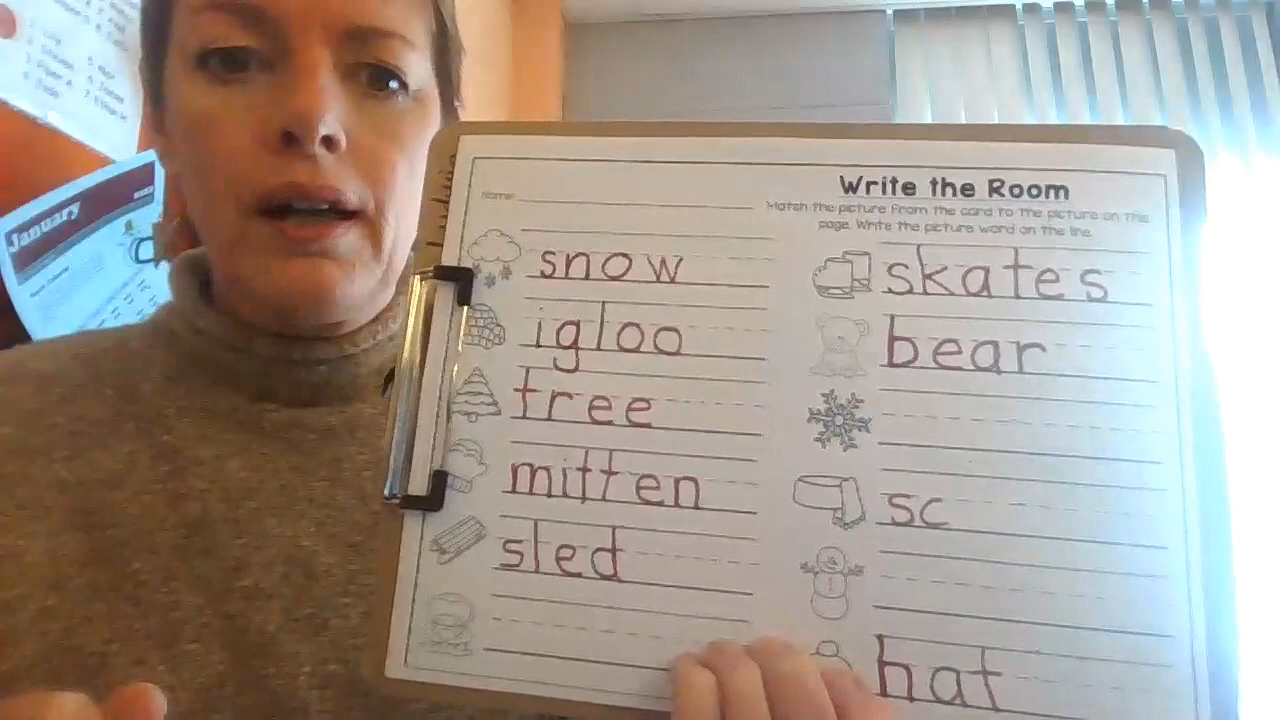 January
Name
Write the Room
Match the picture from the card to the picture on this
page. Write the picture word on the line.
snow
igloo
tree
mitten
sled
skates
bear
sc
hat